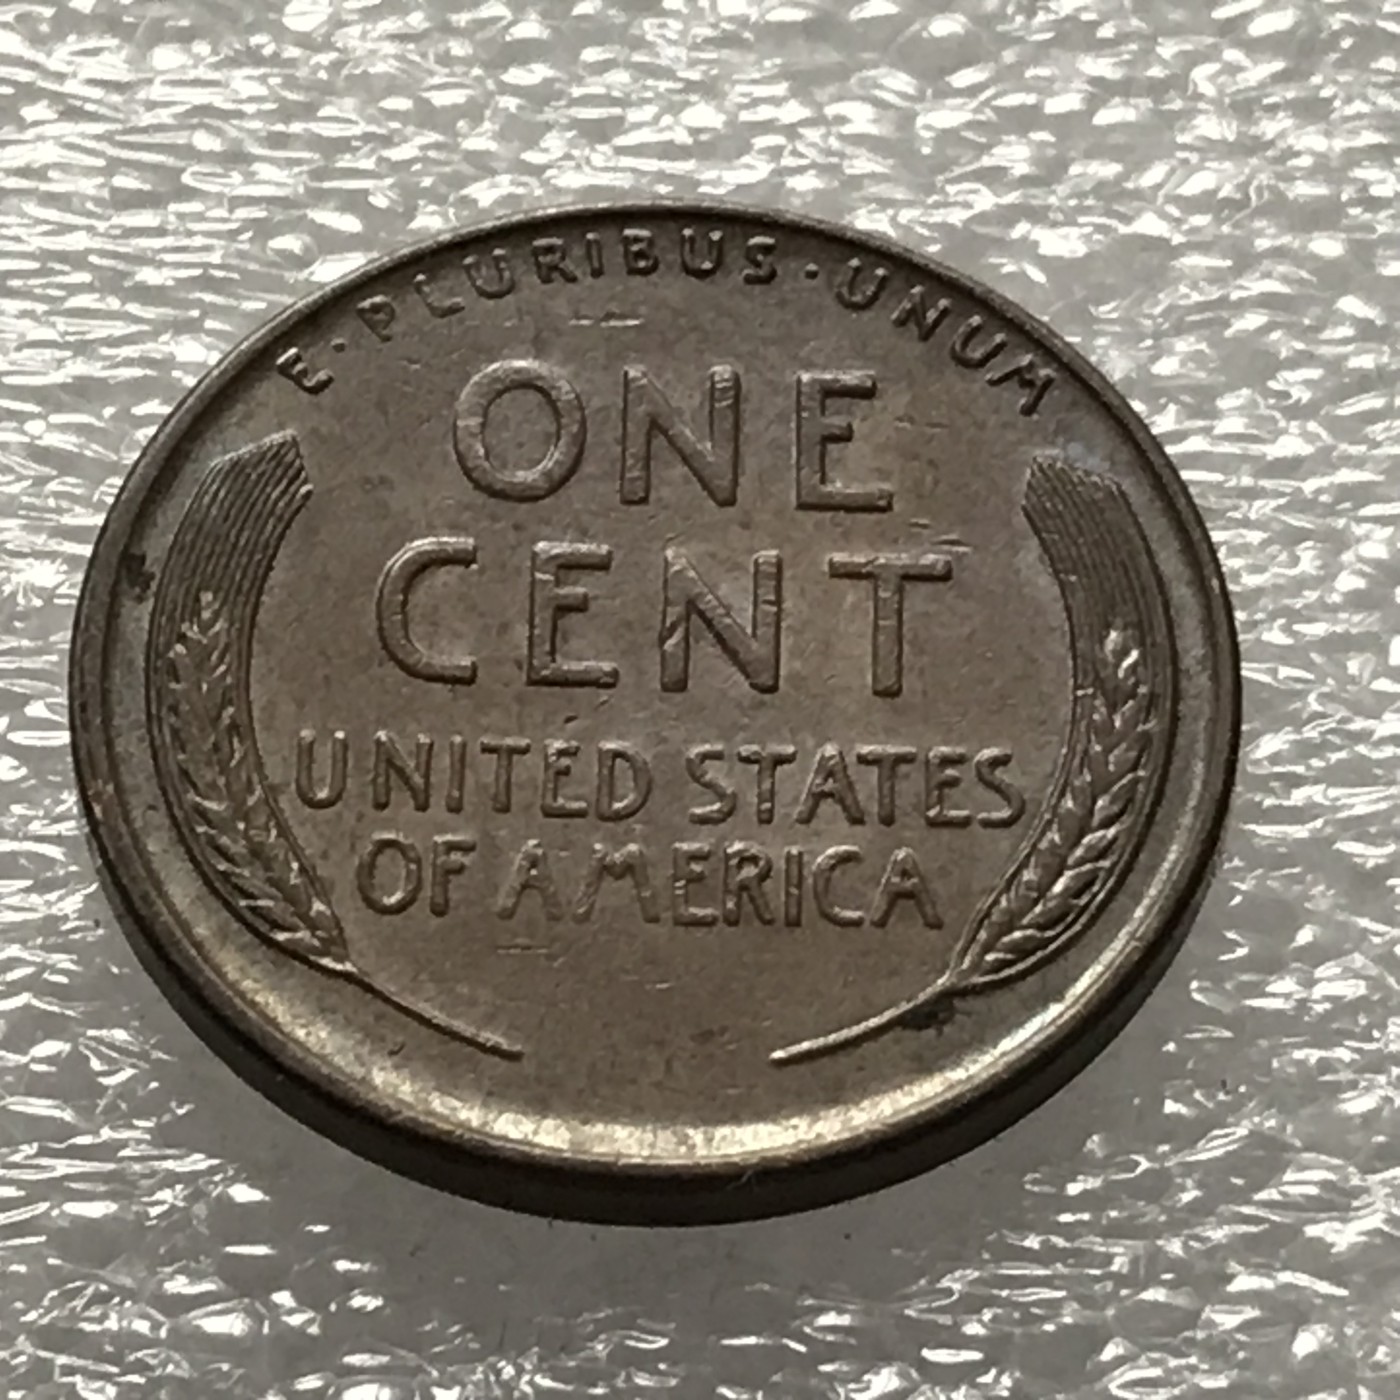 E·PLURIBUS·UNUM
ONE
CENT
UNITED STATES
OF AMERICA